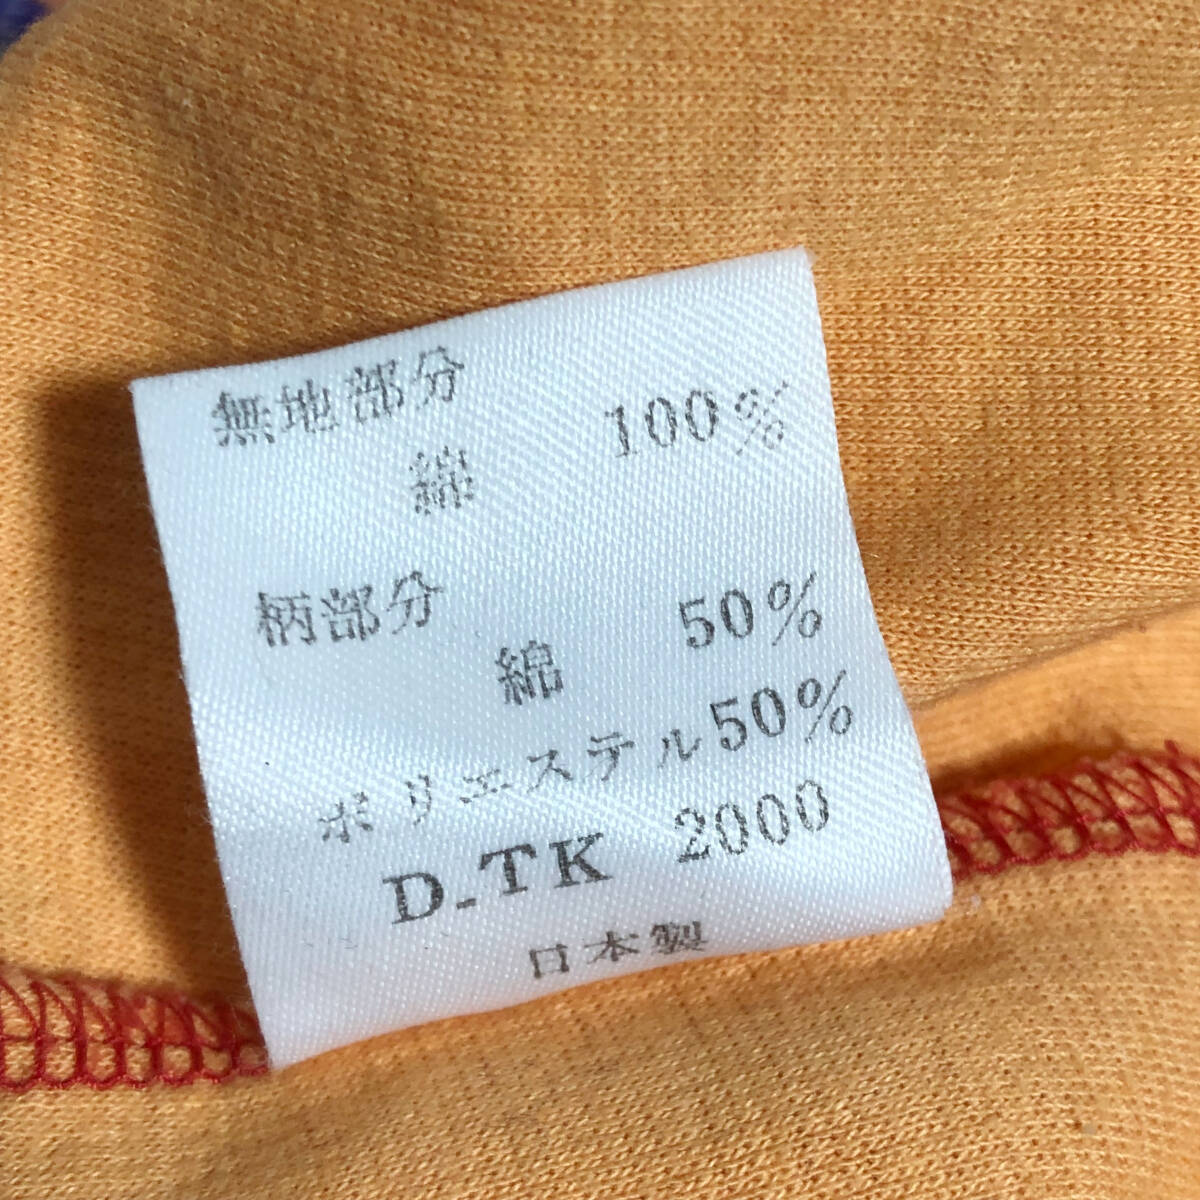 無地部分
綿 100%
柄部分
綿 50%
ポリエステル50%
D-TK 2000
日本製